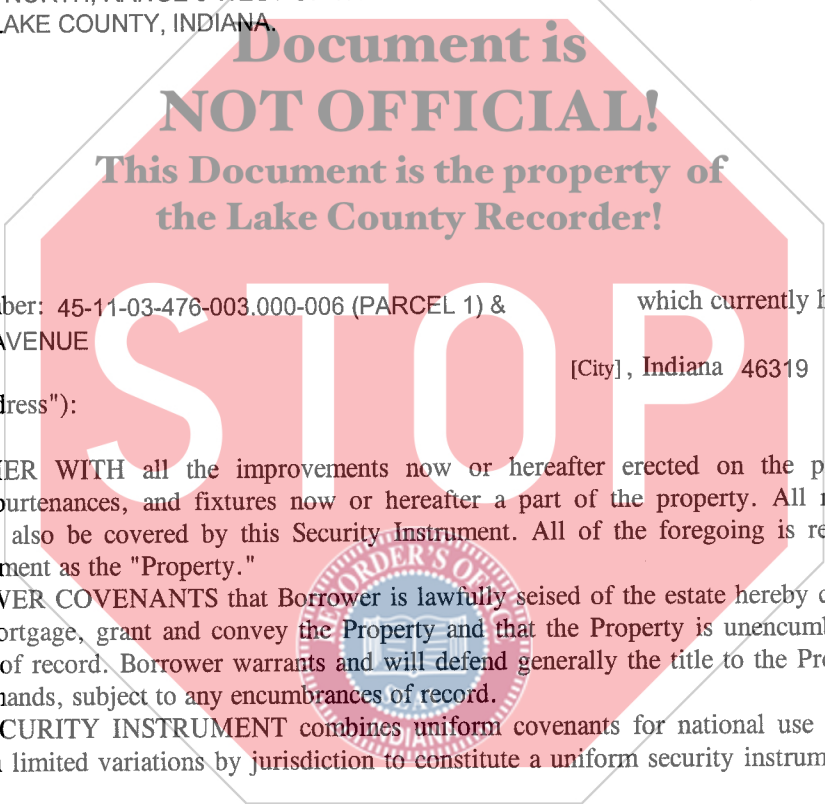 NORTH, RANGE
LAKE COUNTY, INDIANA.
Document is
NOT OFFICIAL!
This Document is the property of
the Lake County Recorder!
ber: 45-11-03-476-003.000-006 (PARCEL 1) & which currently h
AVENUE
[City] , Indiana 46319
dress"):
STOP
ER WITH all the improvements now or hereafter erected on the p
purtenances, and fixtures now or hereafter a part of the property. All r
also be covered by this Security Instrument. All of the foregoing is re
ment as the "Property."
VER COVENANTS that Borrower is lawfully seised of the estate hereby c
ortgage, grant and convey the Property and that the Property is unencumb
of record. Borrower warrants and will defend generally the title to the Pro
nands, subject to any encumbrances of record.
CURITY INSTRUMENT combines uniform covenants for national use
limited variations by jurisdiction to constitute a uniform security instrum
RECORDER'S OFFICE